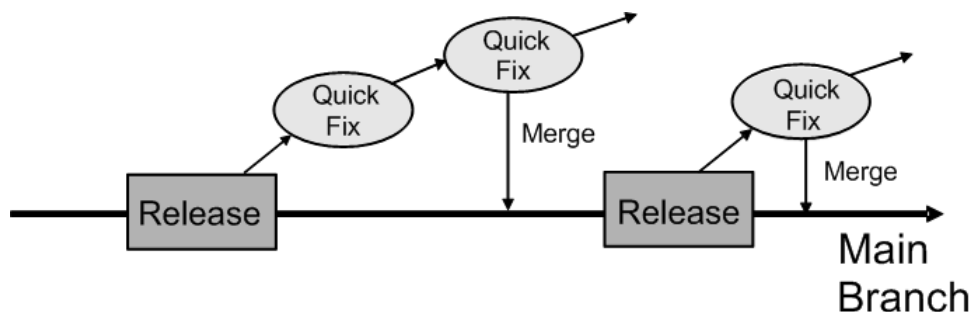 Quick
Fix
Quick
Fix
Merge
Release
Quick
Fix
Merge
Release
Main
Branch